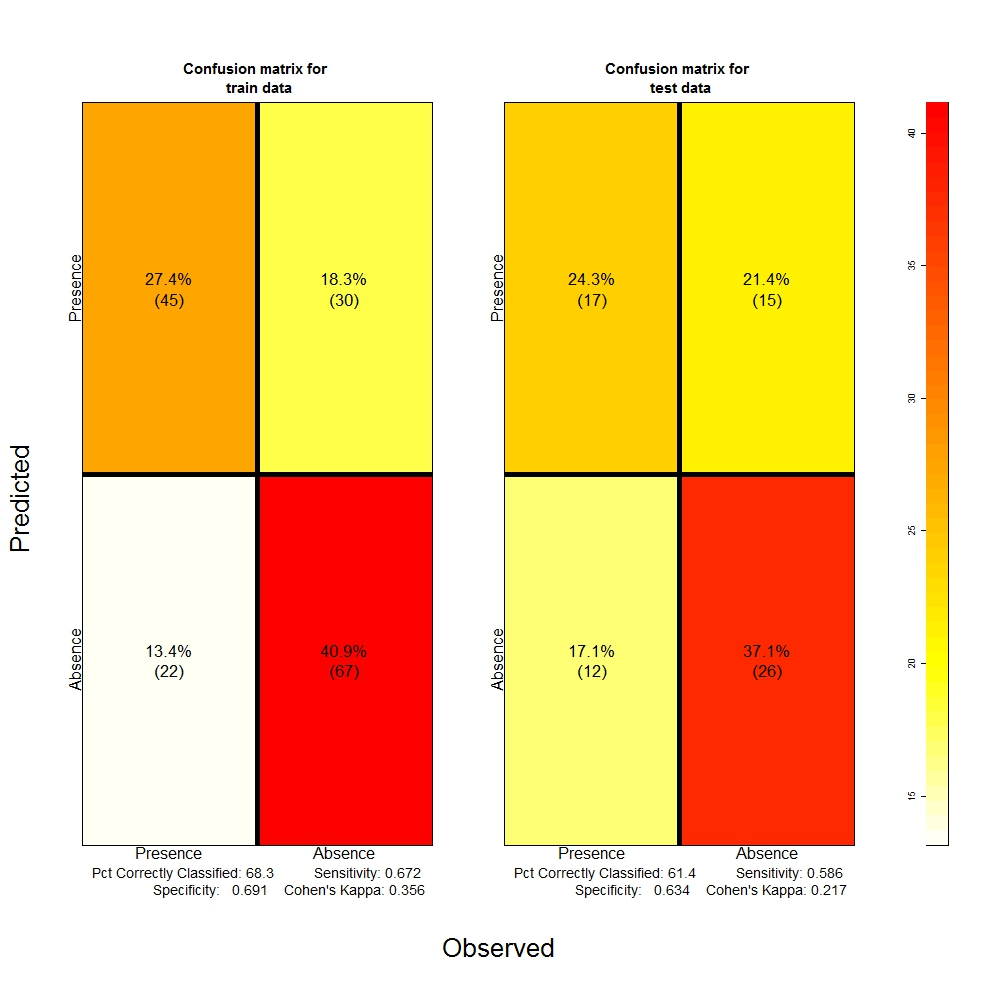 Confusion matrix for
train data
Presence
27.4%
(45)
18.3%
(30)
Absence
13.4%
(22)
40.9%
(67)
Presence
Absence
Pct Correctly Classified: 68.3
Sensitivity: 0.672
Specificity: 0.691
Cohen's Kappa: 0.356
Confusion matrix for
test data
Presence
24.3%
(17)
21.4%
(15)
Absence
17.1%
(12)
37.1%
(26)
Presence
Absence
Pct Correctly Classified: 61.4
Sensitivity: 0.586
Specificity: 0.634
Cohen's Kappa: 0.217
40
35
30
25
20
15
Predicted
Observed